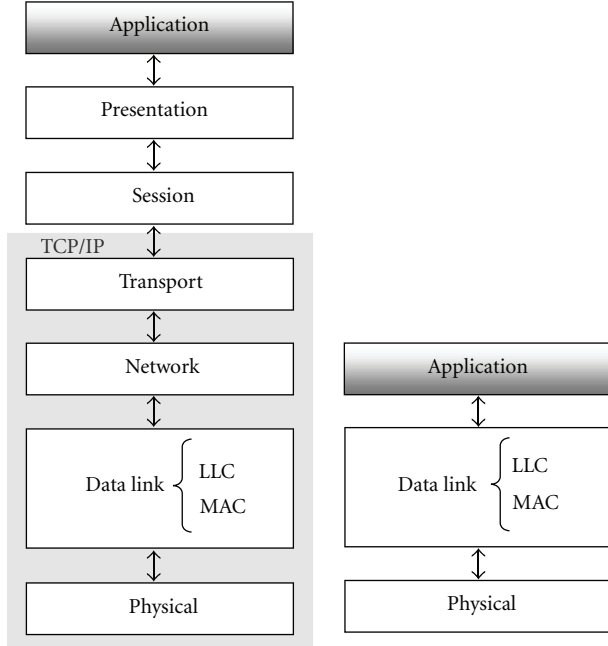 Application
Presentation
Session
TCP/IP
Transport
Network
Data link
LLC
MAC
Physical
Application
Data link
LLC
MAC
Physical